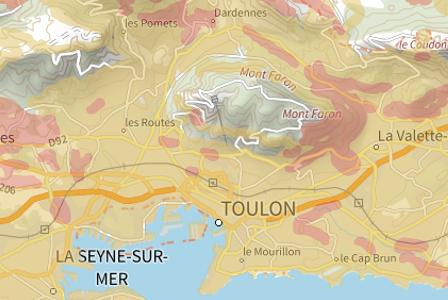 Dardennes
les Pomets
le Coudon
Mont Faron
Mont Faron
les Routes
La Valette-
es
D92
206
TOULON
LA SEYNE-SUR-
MER
le Mourillon
le Cap Brun